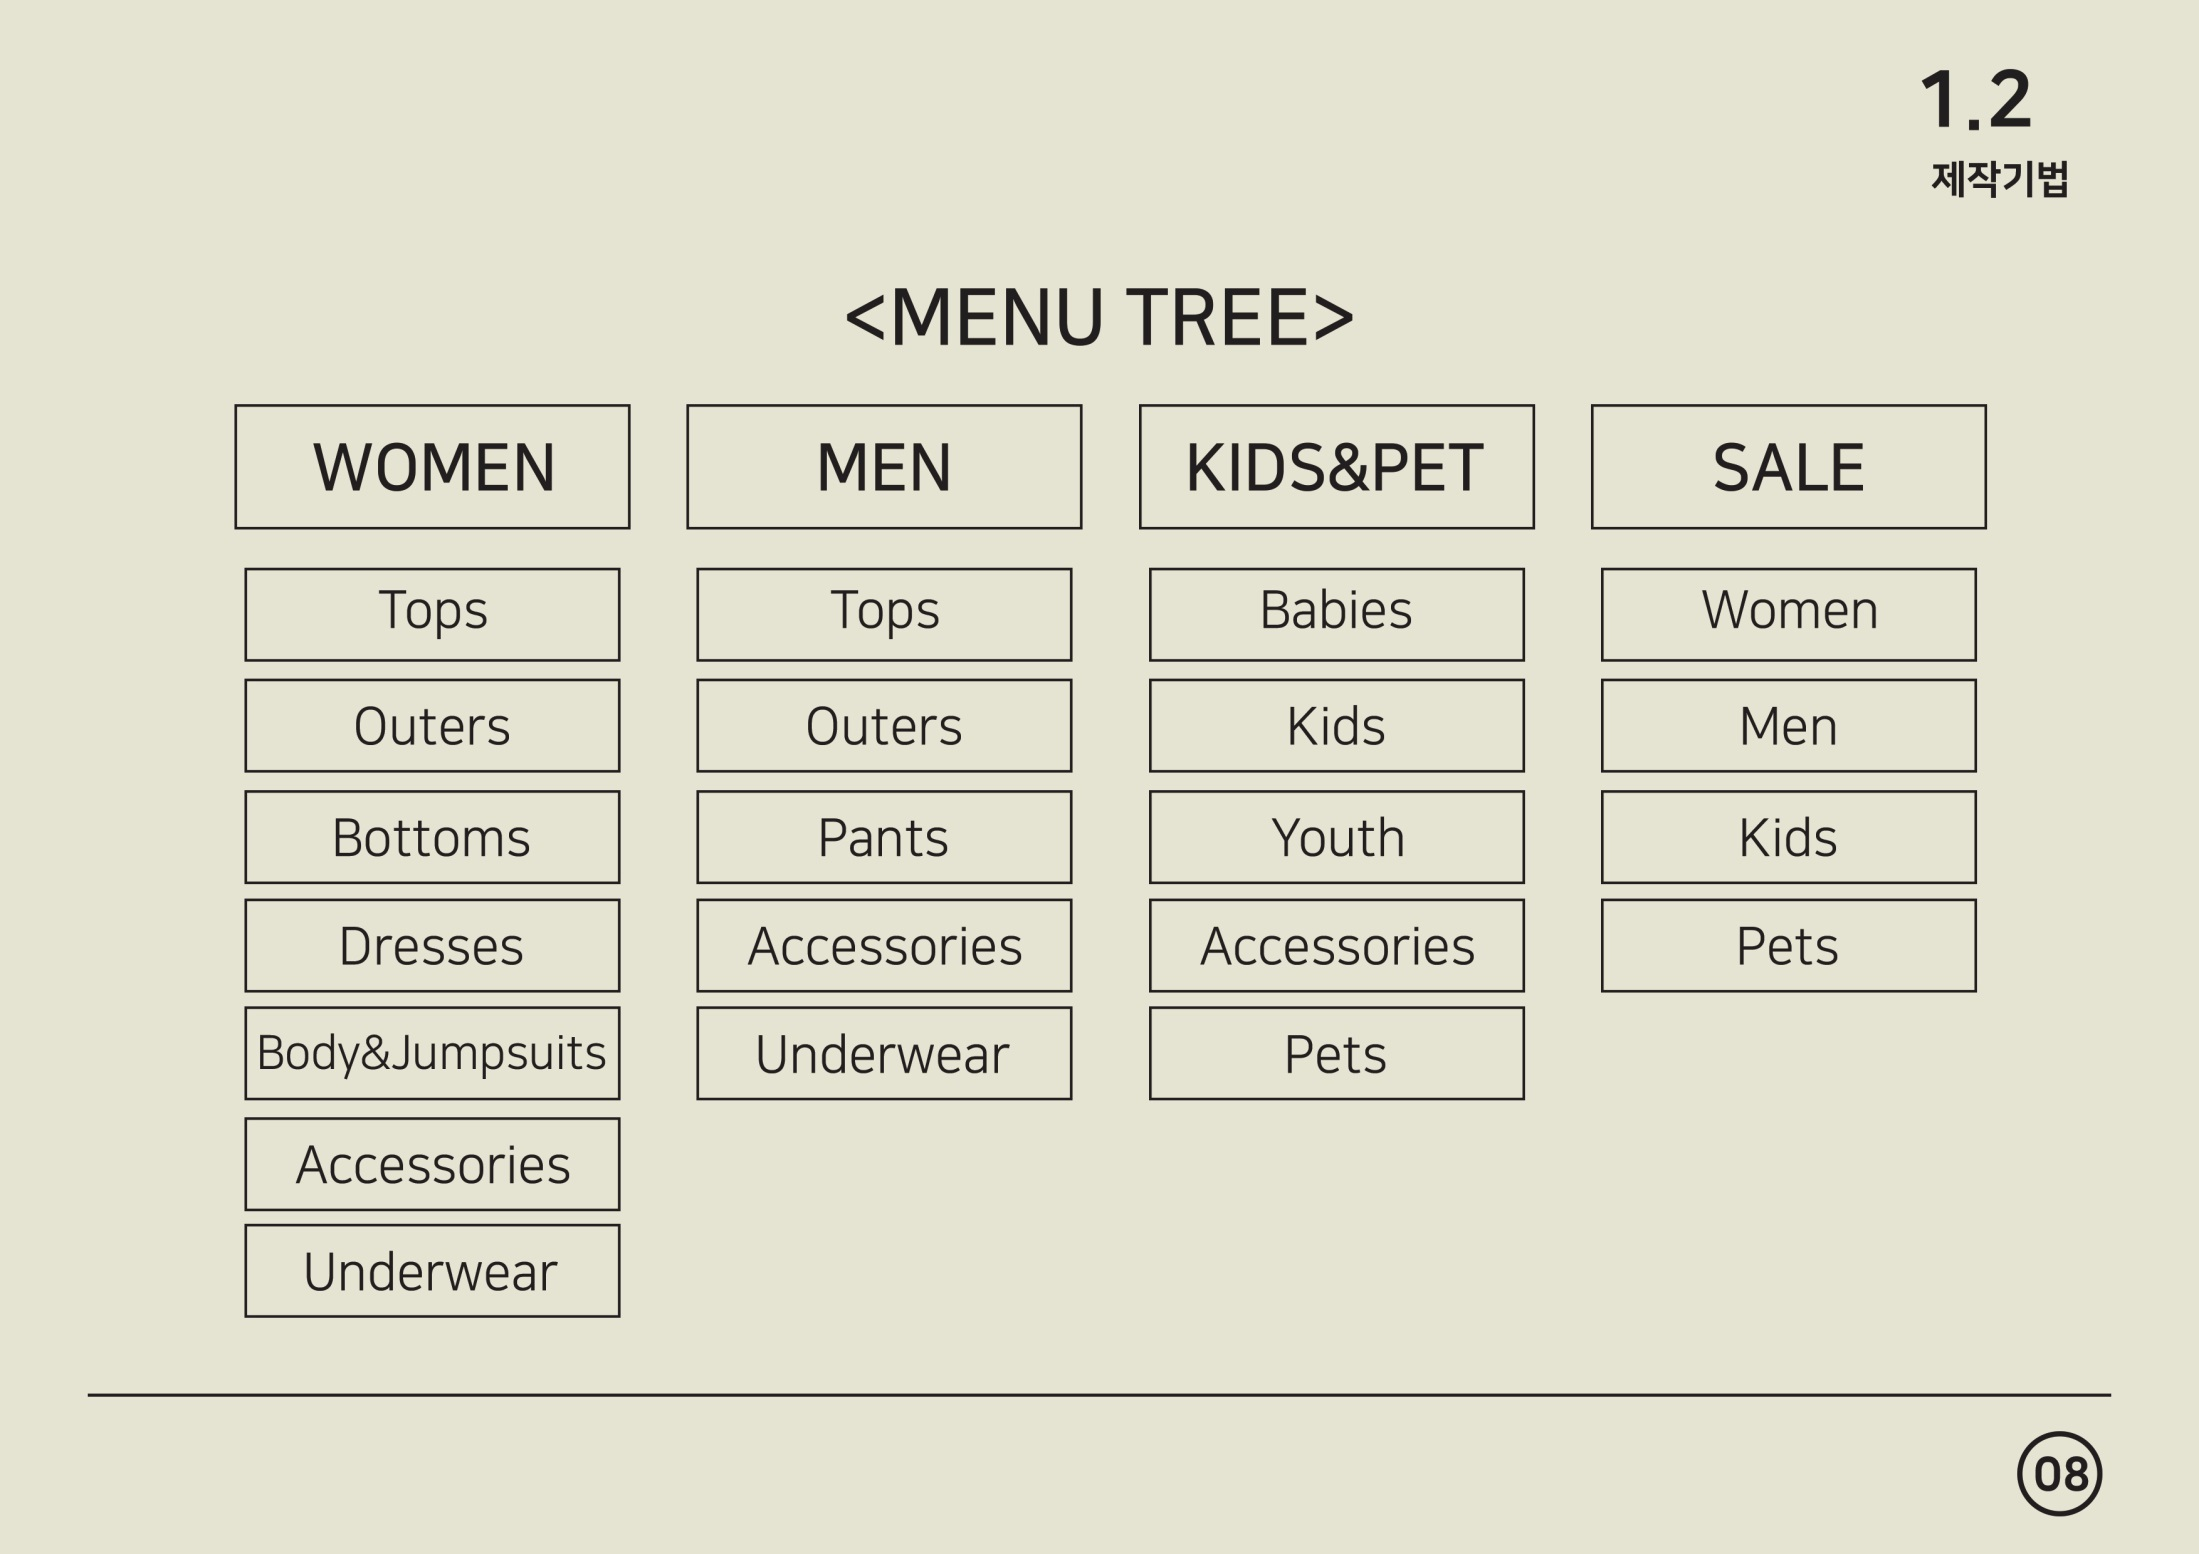 1.2
제작기법
<MENU TREE>
WOMEN
Tops
Outers
Bottoms
Dresses
Body&Jumpsuits
Accessories
Underwear
MEN
Tops
Outers
Pants
Accessories
Underwear
KIDS&PET
Babies
Kids
Youth
Accessories
Pets
SALE
Women
Men
Kids
Pets
08